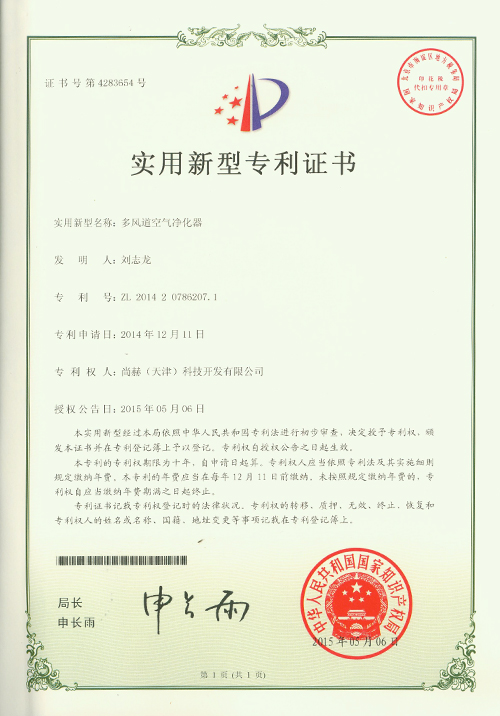 证书号第4283654号
印花税
代扣专用章
实用新型专利证书
实用新型名称：多风道空气净化器
发 明 人：刘志龙
专 利 号：ZL 2014 2 0786207.1
专利申请日：2014年12月11日
专 利 权 人：尚赫（天津）科技开发有限公司
授权公告日：2015年05月06日
本实用新型经过本局依照中华人民共和国专利法进行初步审查，决定授予专利权，颁
发本证书并在专利登记簿上予以登记。专利权自授权公告之日起生效。
本专利的专利权期限为十年，自申请日起算。专利权人应当依照专利法及其实施细则
规定缴纳年费。本专利的年费应当在每年12月11日前缴纳。未按照规定缴纳年费的，专
利权自应当缴纳年费期满之日起终止。
专利证书记载专利权登记时的法律状况。专利权的转移、质押、无效、终止、恢复和
专利权人的姓名或名称、国籍、地址变更等事项记载在专利登记簿上。
局长
申长雨
申长雨
中华人民共和国国家知识产权局
2015年05月06日
第 1 页 (共 1 页)